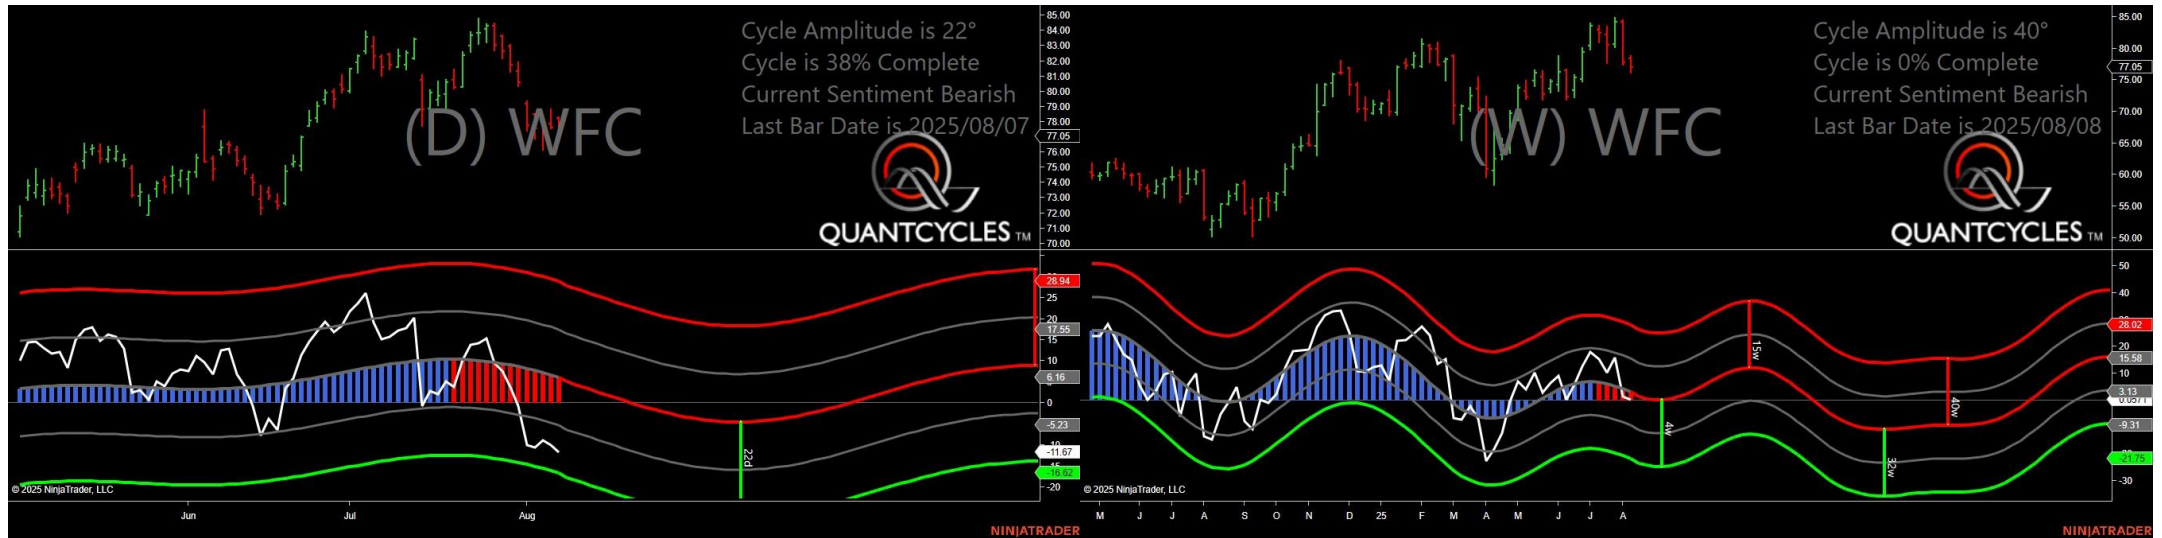 Cycle Amplitude is 22°
Cycle is 38% Complete
Current Sentiment Bearish
Last Bar Date is 2025/08/07
(D) WFC
QUANTCYCLES TM
85.00
84.00
83.00
82.00
81.00
80.00
79.00
78.00
77.05
76.00
75.00
74.00
73.00
72.00
71.00
70.00
28.94
25
20
17.55
15
10
6.16
0
-5.23
-11.67
-16.62
-20
22d
© 2025 NinjaTrader, LLC
Jun Jul Aug
NINJATRADER
Cycle Amplitude is 40°
Cycle is 0% Complete
Current Sentiment Bearish
Last Bar Date is 2025/08/08
(W) WFC
QUANTCYCLES TM
85.00
80.00
77.05
75.00
70.00
65.00
60.00
55.00
50.00
50
40
28.02
20
15.58
10
3.13
-9.31
-21.75
-30
4w
15w
32w
40w
© 2025 NinjaTrader, LLC
M J J A S O N D 25 F M A M J J A
NINJATRADER